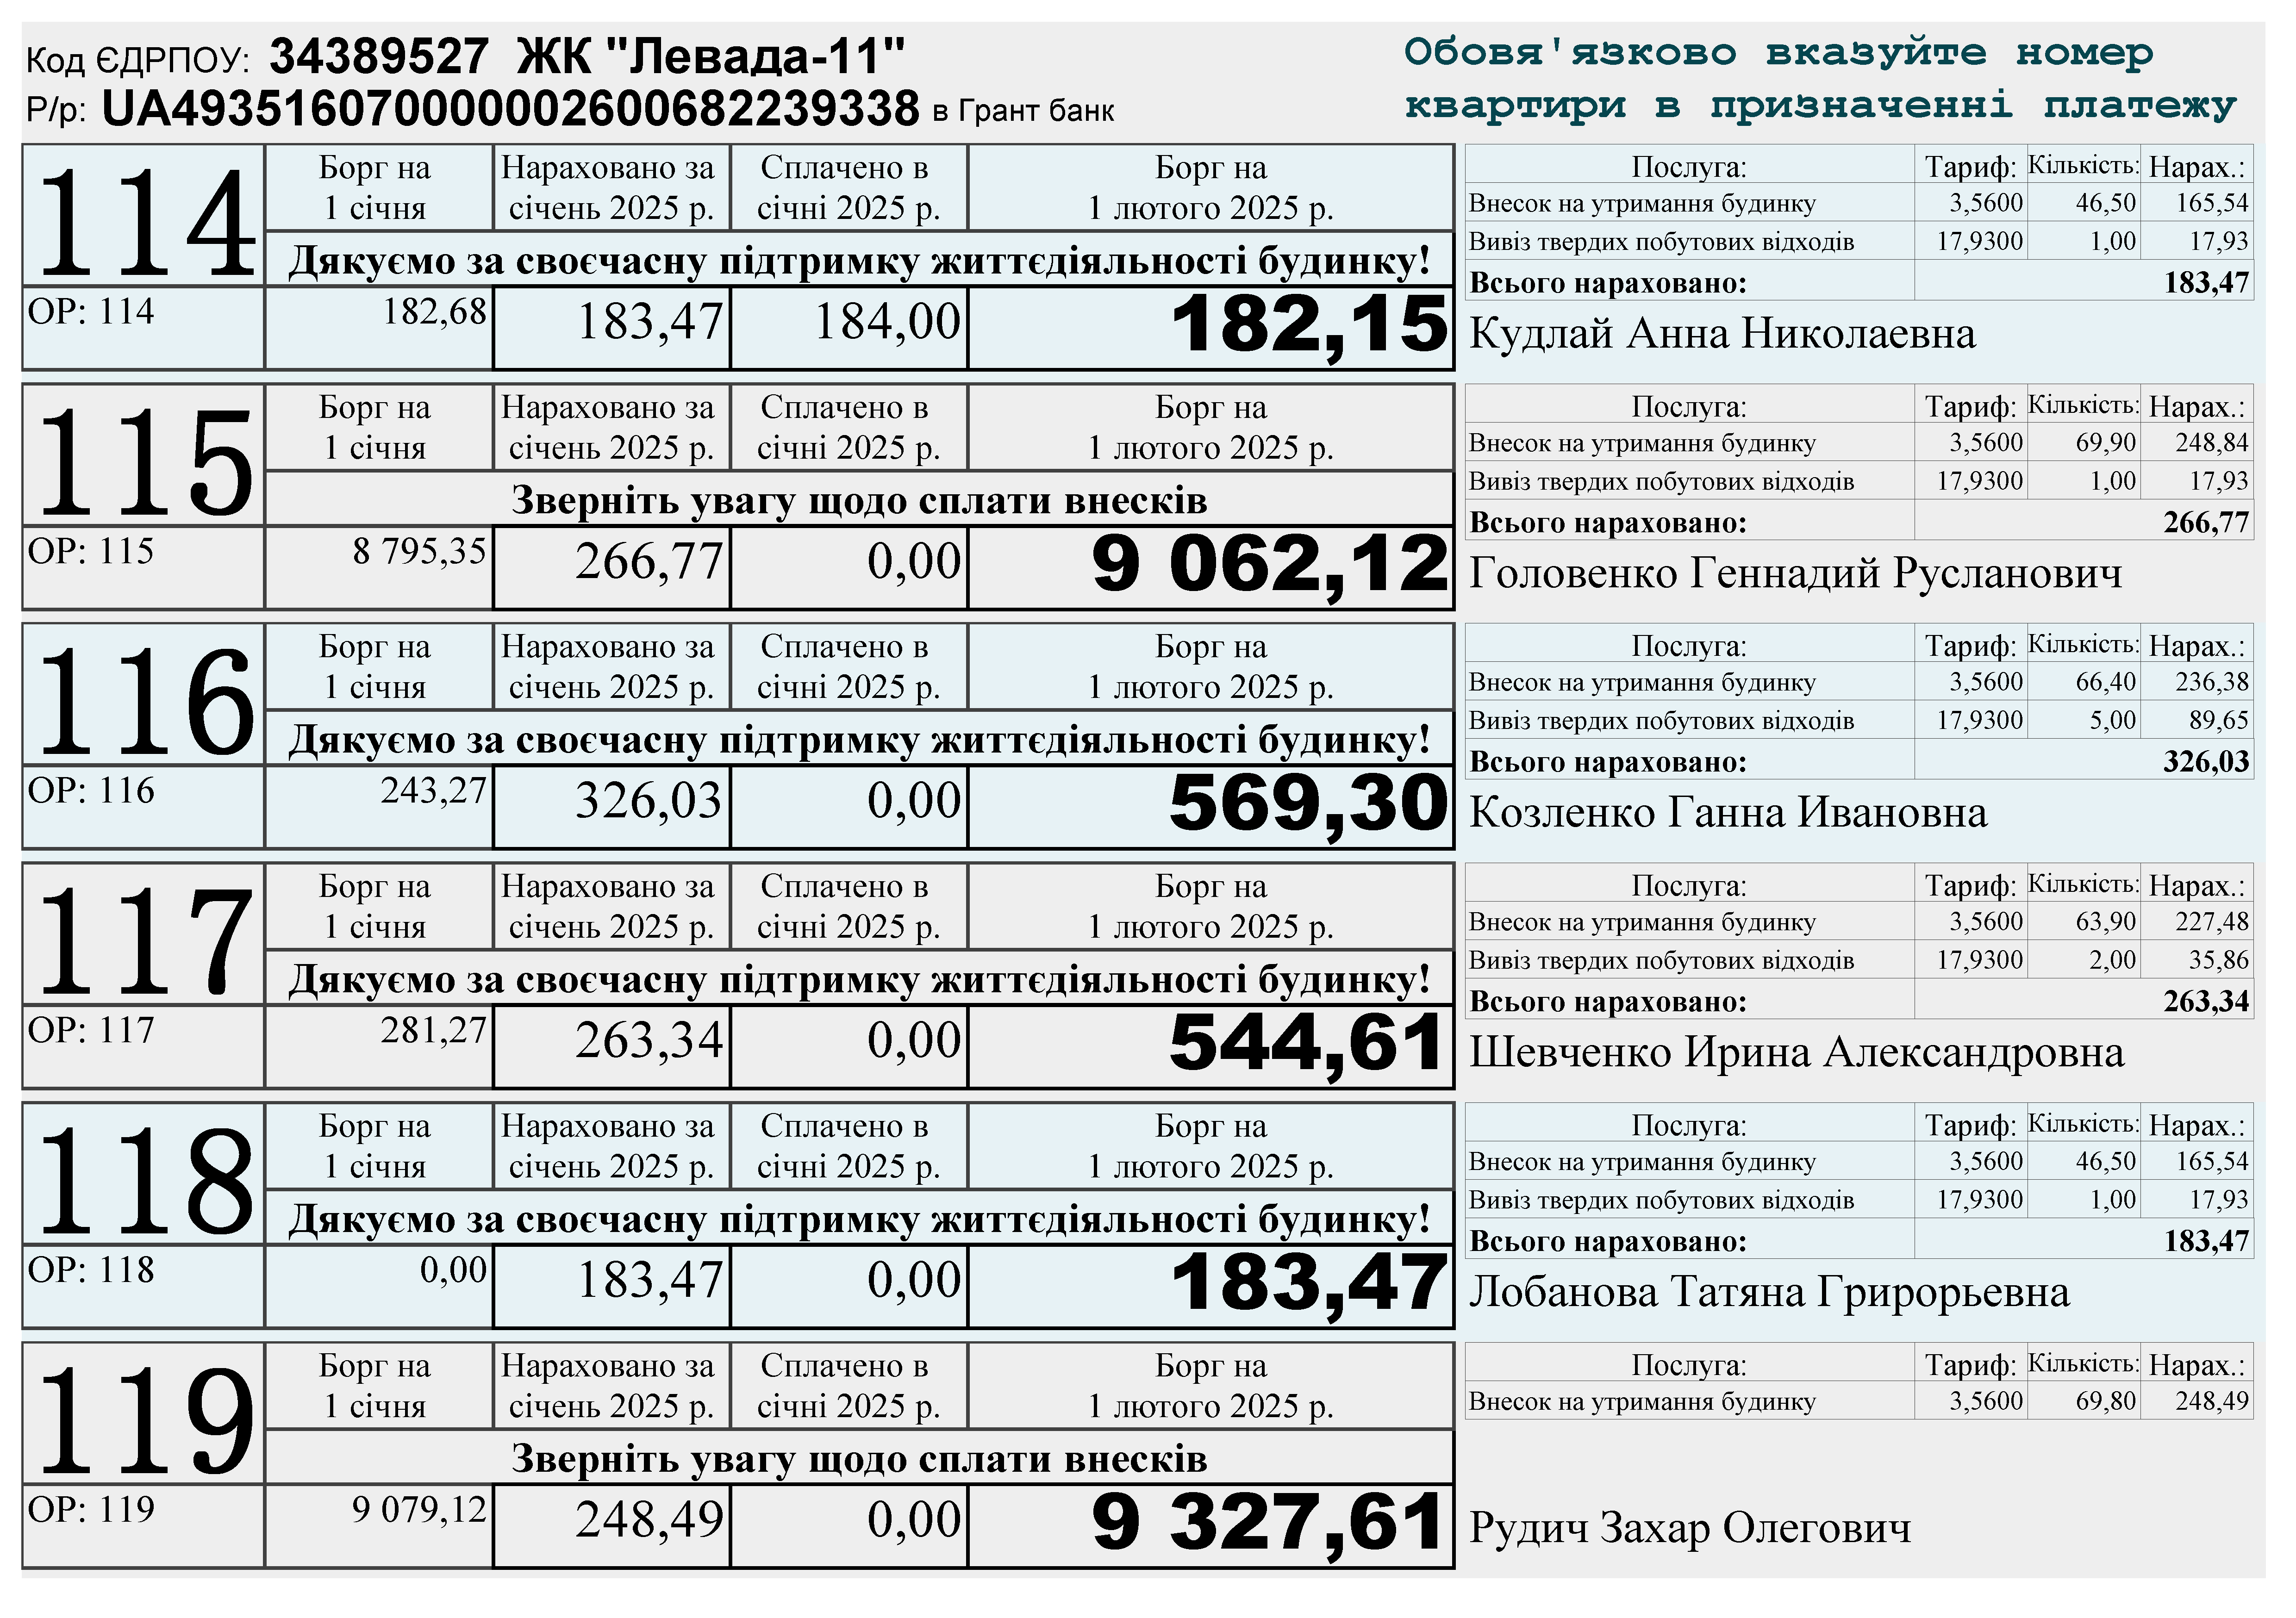 Код ЄДРПОУ: 34389527 ЖК "Левада-11"
Р/р: UA493516070000002600682239338 в Грант банк
Обовя'язково вказуйте номер
квартири в призначенні платежу
114
Борг на
1 січня
Нараховано за
січень 2025 р.
Сплачено в
січні 2025 р.
Борг на
1 лютого 2025 р.
Дякуємо за своєчасну підтримку життєдіяльності будинку!
ОР: 114 182,68 183,47 184,00 182,15
Послуга: Тариф: Кількість: Нарах.:
Внесок на утримання будинку 3,5600 46,50 165,54
Вивіз твердих побутових відходів 17,9300 1,00 17,93
Всього нараховано: 183,47
Кудлай Анна Николаевна
115
Борг на
1 січня
Нараховано за
січень 2025 р.
Сплачено в
січні 2025 р.
Борг на
1 лютого 2025 р.
Зверніть увагу щодо сплати внесків
ОР: 115 8 795,35 266,77 0,00 9 062,12
Послуга: Тариф: Кількість: Нарах.:
Внесок на утримання будинку 3,5600 69,90 248,84
Вивіз твердих побутових відходів 17,9300 1,00 17,93
Всього нараховано: 266,77
Головенко Геннадий Русланович
116
Борг на
1 січня
Нараховано за
січень 2025 р.
Сплачено в
січні 2025 р.
Борг на
1 лютого 2025 р.
Дякуємо за своєчасну підтримку життєдіяльності будинку!
ОР: 116 243,27 326,03 0,00 569,30
Послуга: Тариф: Кількість: Нарах.:
Внесок на утримання будинку 3,5600 66,40 236,38
Вивіз твердих побутових відходів 17,9300 5,00 89,65
Всього нараховано: 326,03
Козленко Ганна Ивановна
117
Борг на
1 січня
Нараховано за
січень 2025 р.
Сплачено в
січні 2025 р.
Борг на
1 лютого 2025 р.
Дякуємо за своєчасну підтримку життєдіяльності будинку!
ОР: 117 281,27 263,34 0,00 544,61
Послуга: Тариф: Кількість: Нарах.:
Внесок на утримання будинку 3,5600 63,90 227,48
Вивіз твердих побутових відходів 17,9300 2,00 35,86
Всього нараховано: 263,34
Шевченко Ирина Александровна
118
Борг на
1 січня
Нараховано за
січень 2025 р.
Сплачено в
січні 2025 р.
Борг на
1 лютого 2025 р.
Дякуємо за своєчасну підтримку життєдіяльності будинку!
ОР: 118 0,00 183,47 0,00 183,47
Послуга: Тариф: Кількість: Нарах.:
Внесок на утримання будинку 3,5600 46,50 165,54
Вивіз твердих побутових відходів 17,9300 1,00 17,93
Всього нараховано: 183,47
Лобанова Татяна Грирорьевна
119
Борг на
1 січня
Нараховано за
січень 2025 р.
Сплачено в
січні 2025 р.
Борг на
1 лютого 2025 р.
Зверніть увагу щодо сплати внесків
ОР: 119 9 079,12 248,49 0,00 9 327,61
Послуга: Тариф: Кількість: Нарах.:
Внесок на утримання будинку 3,5600 69,80 248,49
Рудич Захар Олегович